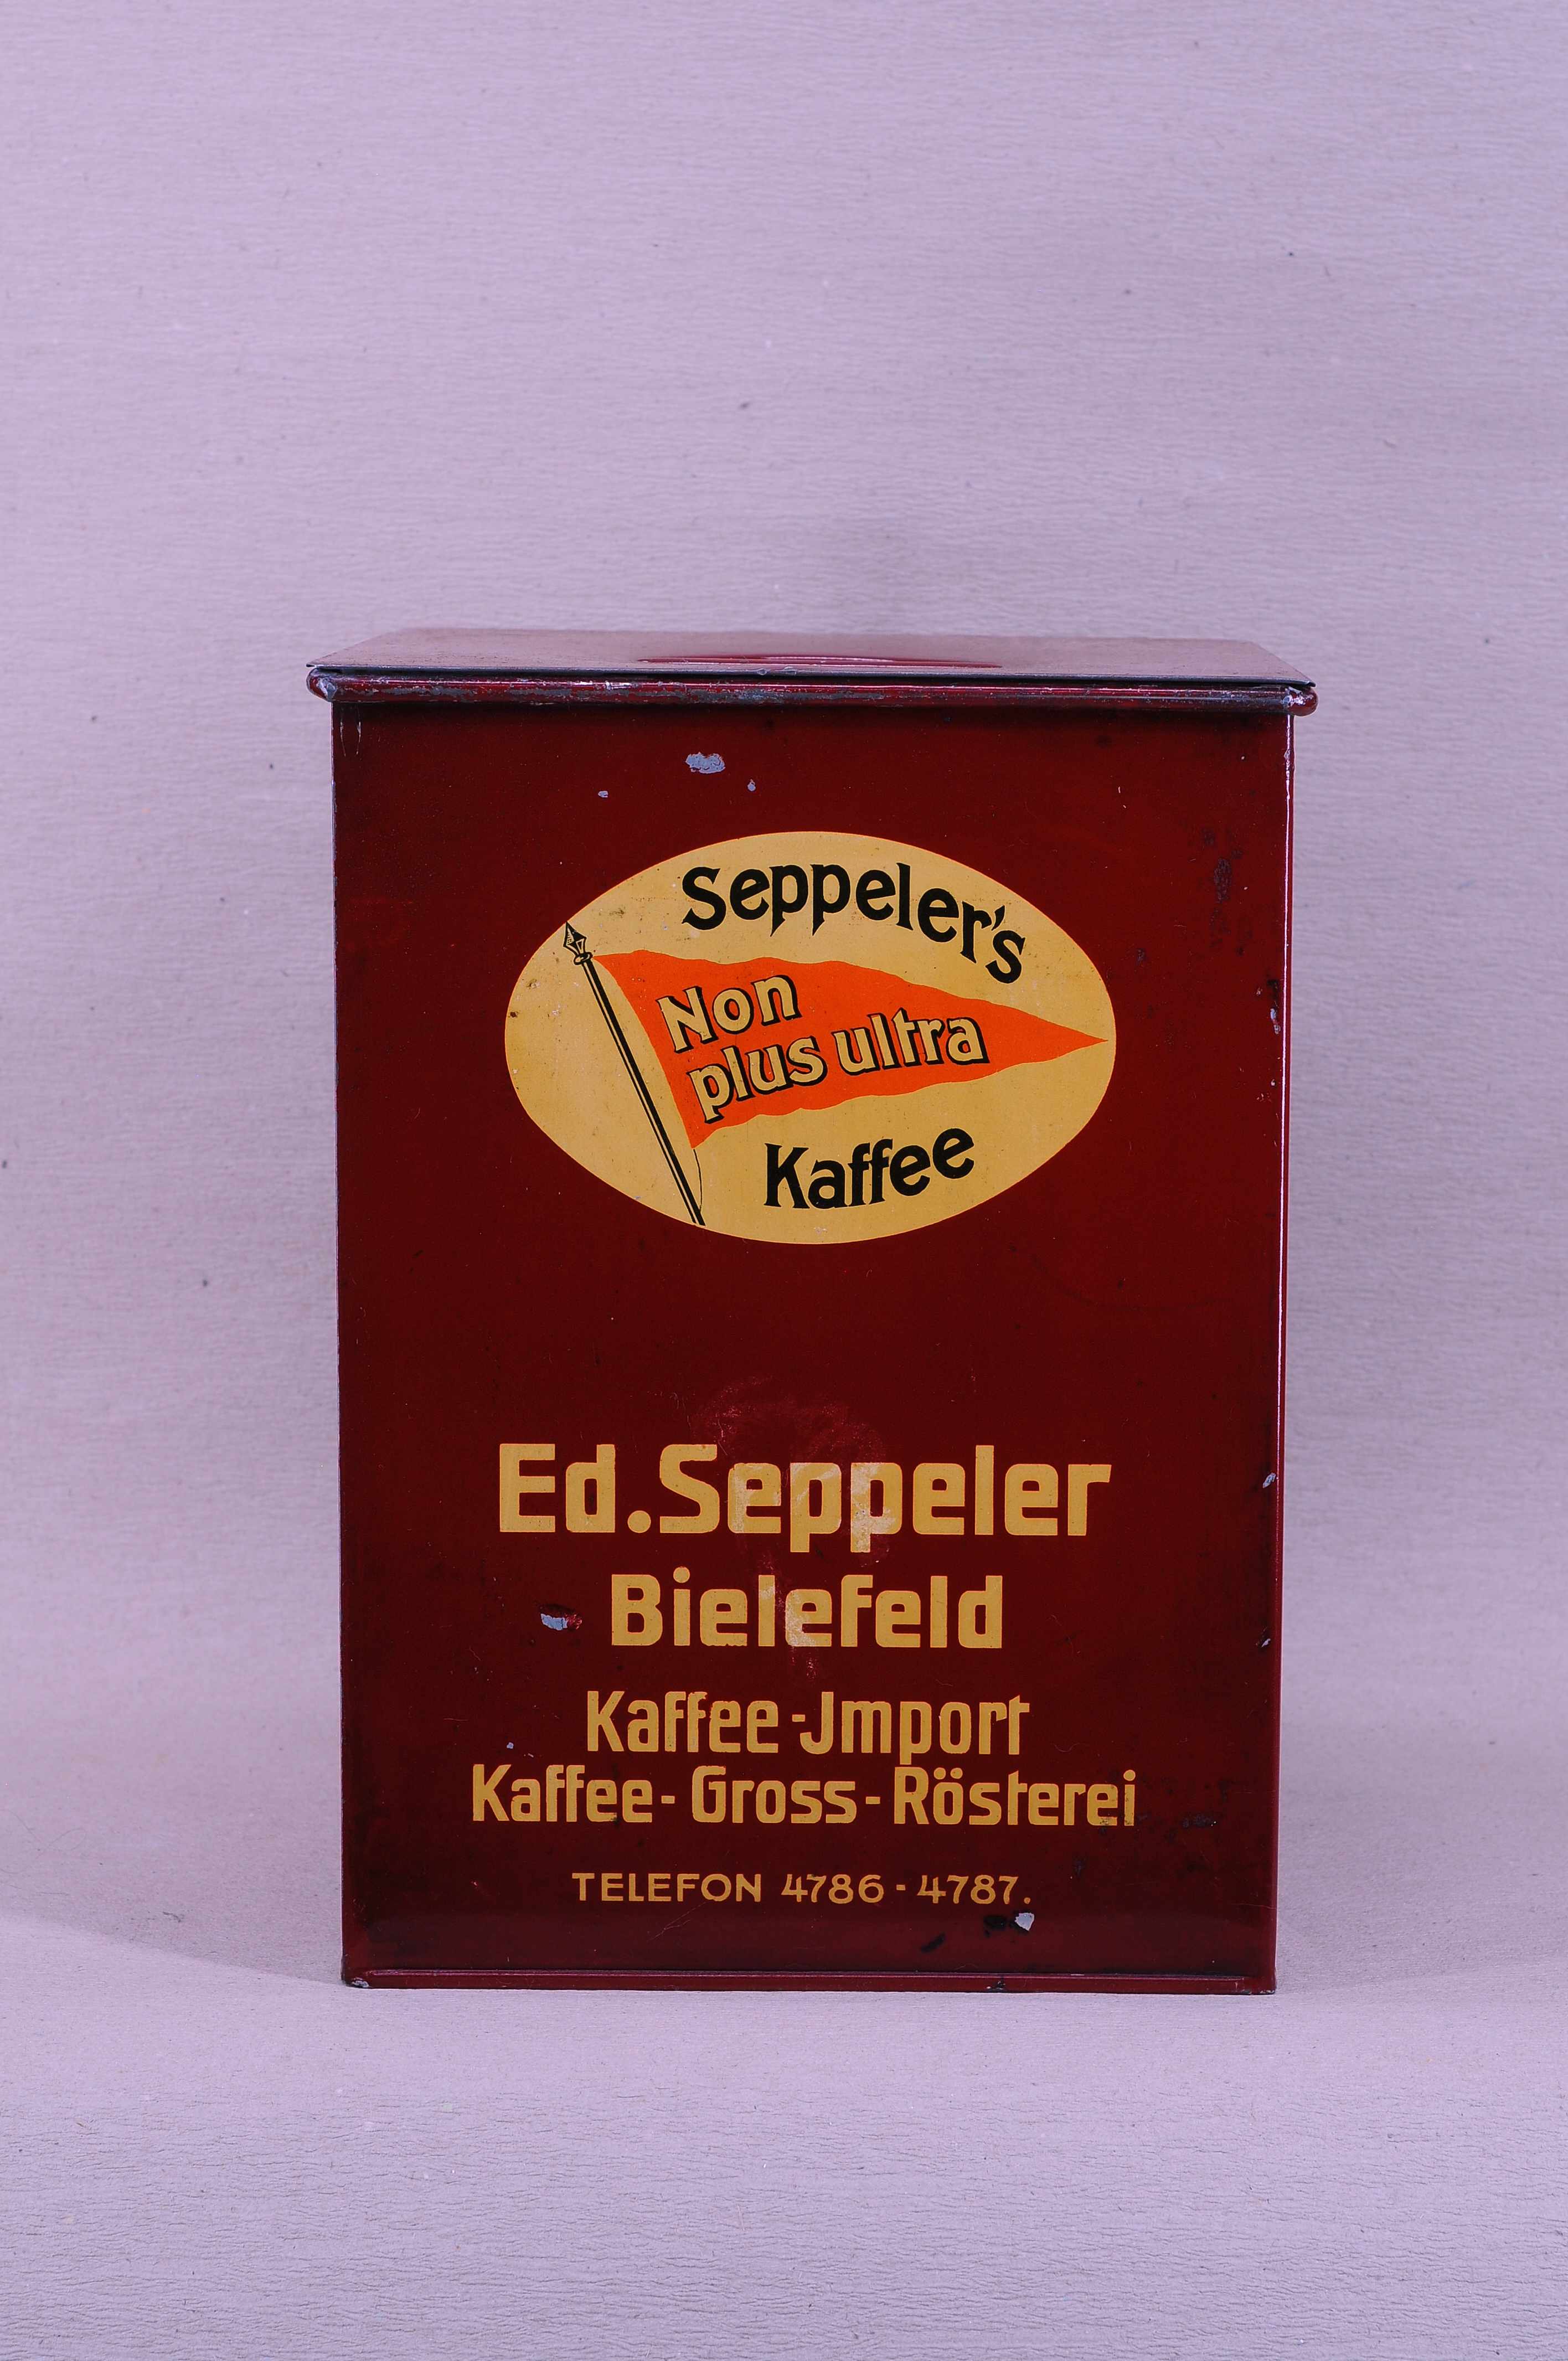 Seppeler's
Non
plus ultra
Kaffee
Ed. Seppeler
Bielefeld
Kaffee-Jmport
Kaffee-Gross-Rösterei
TELEFON 4786-4787.